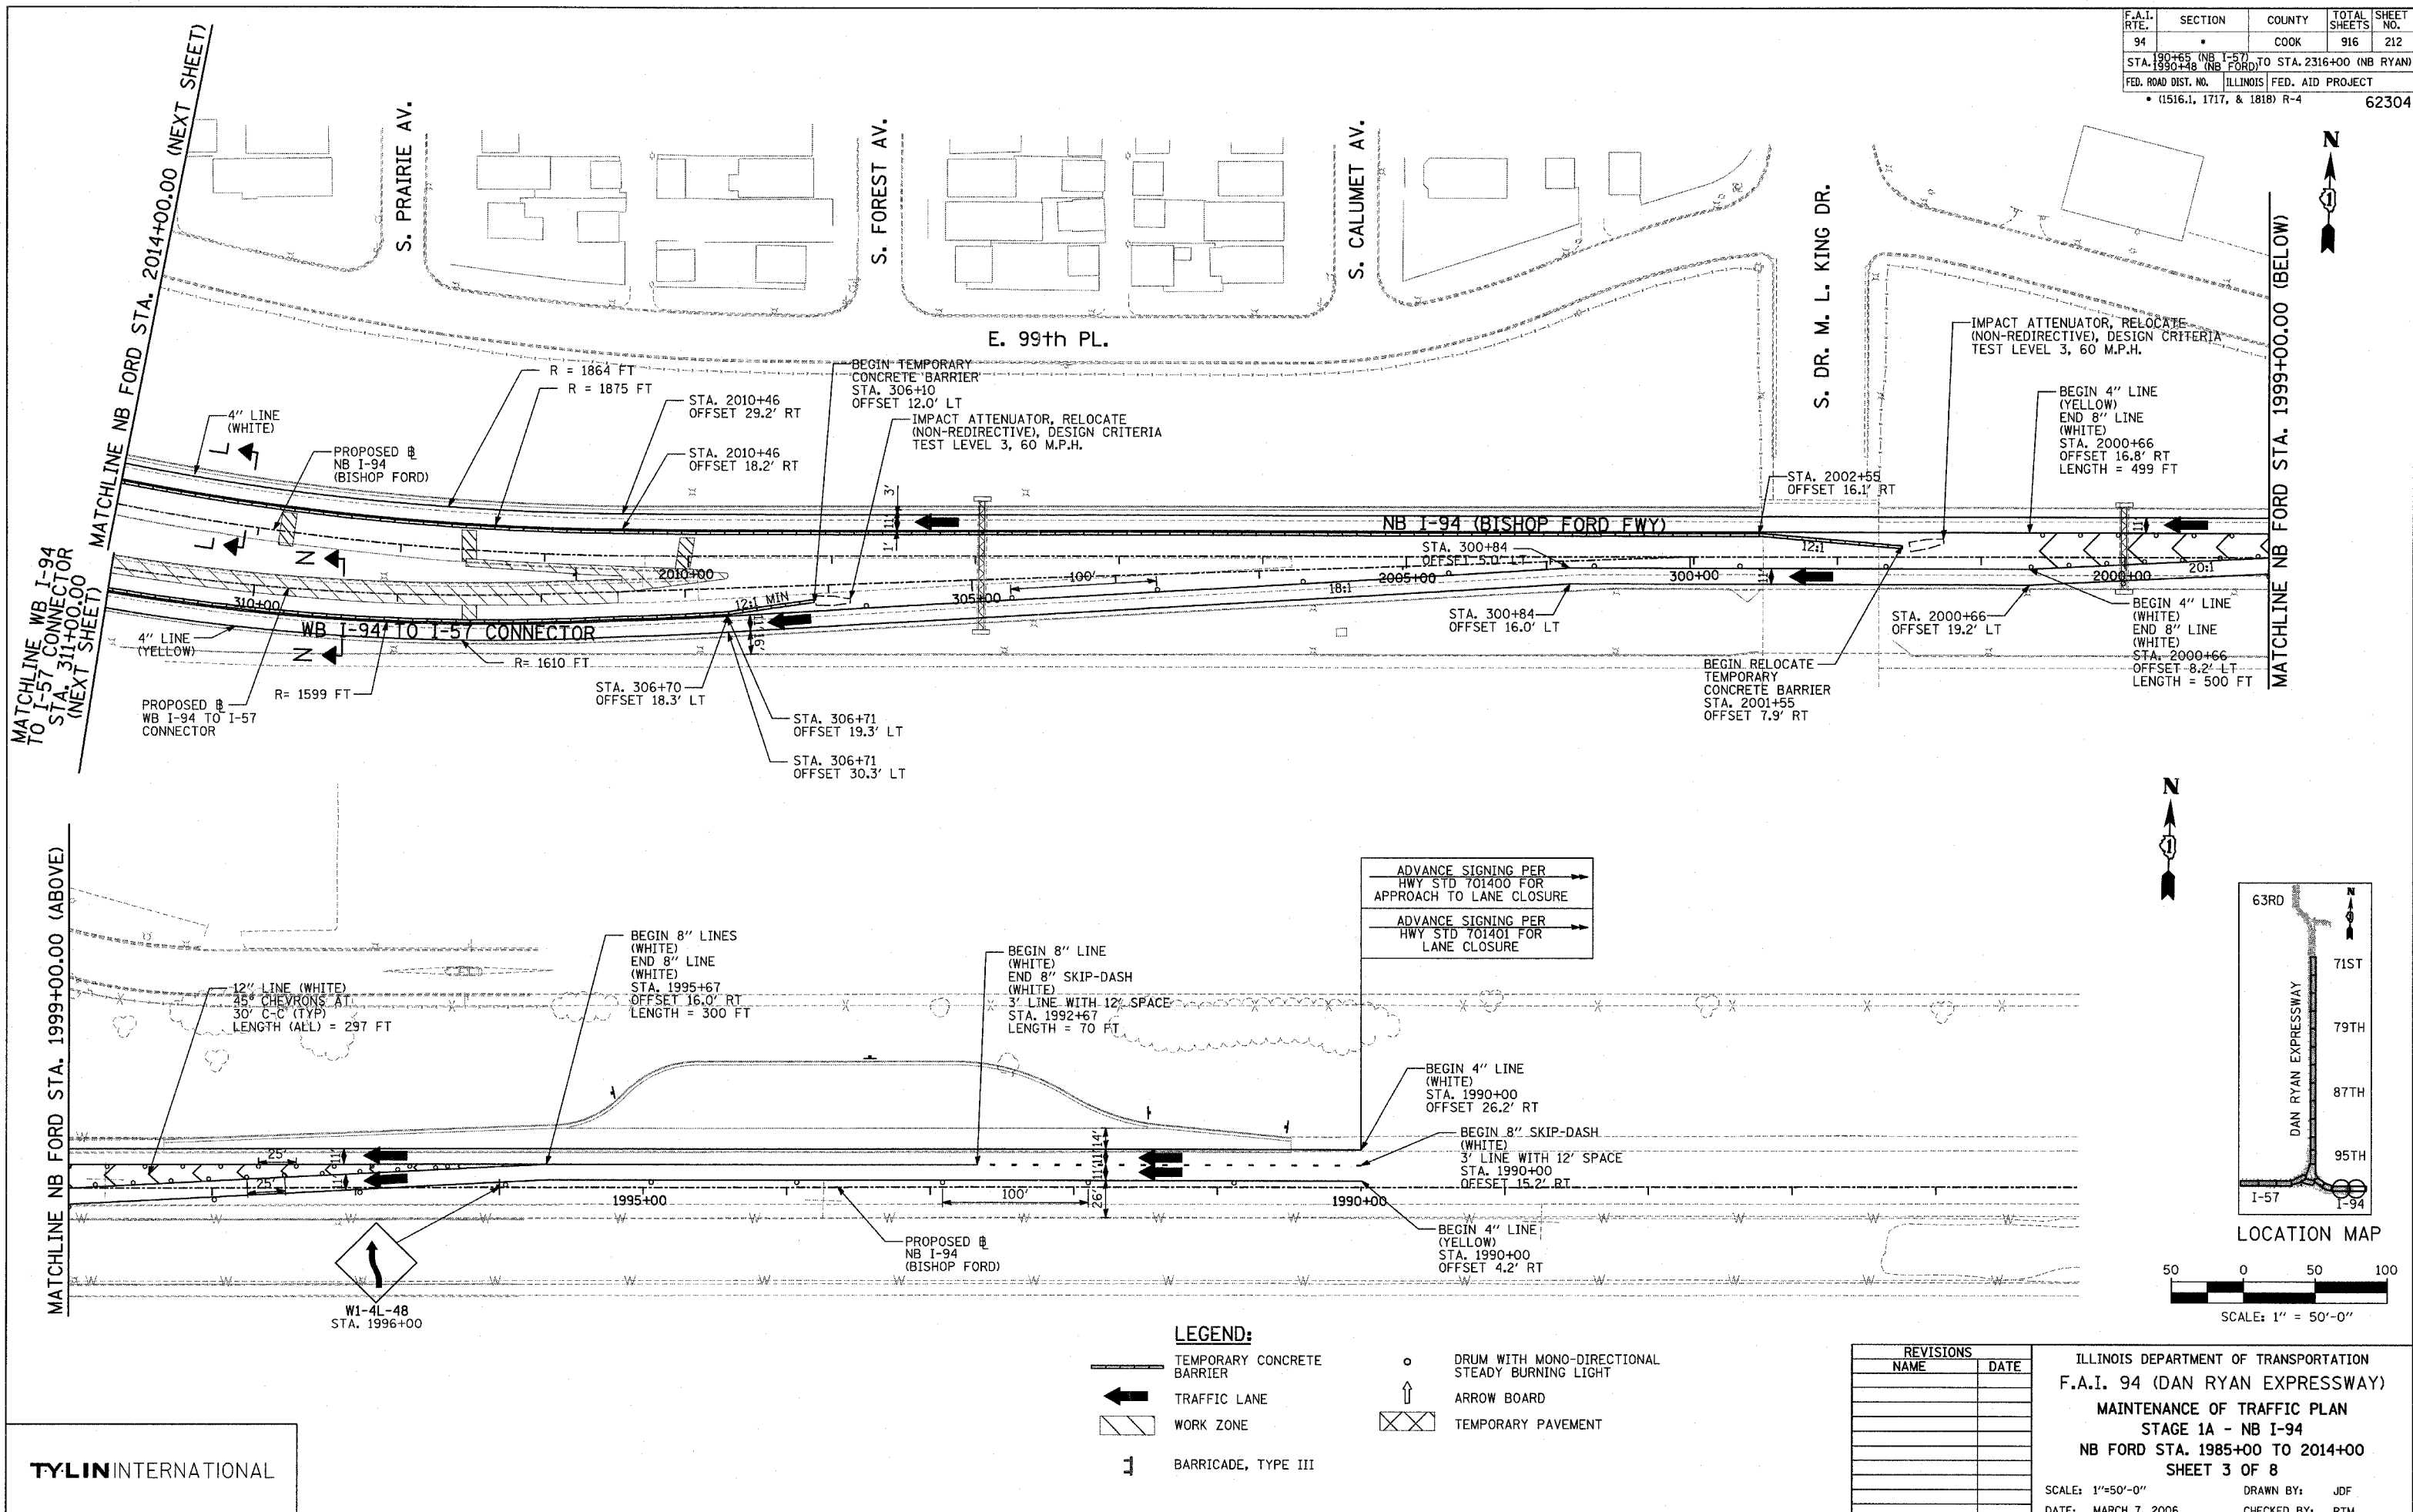 F.A.I. RTE. SECTION COUNTY TOTAL SHEETS SHEET NO.
94 • COOK 916 212
STA. 190+65 (NB I-57) 1990+48 (NB FORD) TO STA. 2316+00 (NB RYAN)
FED. ROAD DIST. NO. ILLINOIS FED. AID PROJECT
• (1516.1, 1717, & 1818) R-4
62304
MATCHLINE NB FORD STA. 2014+00.00 (NEXT SHEET)
S. PRAIRIE AV.
S. FOREST AV.
S. CALUMET AV.
S. DR. M. L. KING DR.
N
E. 99th PL.
MATCHLINE NB FORD STA. 1999+00.00 (BELOW)
IMPACT ATTENUATOR, RELOCATE
(NON-REDIRECTIVE), DESIGN CRITERIA
TEST LEVEL 3, 60 M.P.H.
BEGIN 4" LINE
(YELLOW)
END 8" LINE
(WHITE)
STA. 2000+66
OFFSET 16.8' RT
LENGTH = 499 FT
R = 1864 FT
R = 1875 FT
BEGIN TEMPORARY
CONCRETE BARRIER
STA. 306+10
OFFSET 12.0' LT
STA. 2010+46
OFFSET 29.2' RT
IMPACT ATTENUATOR, RELOCATE
(NON-REDIRECTIVE), DESIGN CRITERIA
TEST LEVEL 3, 60 M.P.H.
4" LINE
(WHITE)
L
PROPOSED ℄
NB I-94
(BISHOP FORD)
STA. 2010+46
OFFSET 18.2' RT
STA. 2002+55
OFFSET 16.1' RT
3'
11'
1'
NB I-94 (BISHOP FORD FWY)
12:1
11'
L
N
2010+00
100'
STA. 300+84
OFFSET 5.0' LT
2005+00
300+00
11'
2000+00
20:1
310+00
12:1 MIN
305+00
18:1
WB I-94 TO I-57 CONNECTOR
11'
16'
4" LINE
(YELLOW)
N
R= 1610 FT
R= 1599 FT
STA. 306+70
OFFSET 18.3' LT
STA. 306+71
OFFSET 19.3' LT
STA. 306+71
OFFSET 30.3' LT
STA. 300+84
OFFSET 16.0' LT
STA. 2000+66
OFFSET 19.2' LT
BEGIN 4" LINE
(WHITE)
END 8" LINE
(WHITE)
STA. 2000+66
OFFSET 8.2' LT
LENGTH = 500 FT
BEGIN RELOCATE
TEMPORARY
CONCRETE BARRIER
STA. 2001+55
OFFSET 7.9' RT
PROPOSED ℄
WB I-94 TO I-57
CONNECTOR
MATCHLINE WB I-94
TO I-57 CONNECTOR
STA. 311+00.00
(NEXT SHEET)
MATCHLINE NB FORD STA. 1999+00.00 (ABOVE)
ADVANCE SIGNING PER
HWY STD 701400 FOR
APPROACH TO LANE CLOSURE
ADVANCE SIGNING PER
HWY STD 701401 FOR
LANE CLOSURE
12" LINE (WHITE)
45° CHEVRONS AT
30' C-C (TYP)
LENGTH (ALL) = 297 FT
BEGIN 8" LINES
(WHITE)
END 8" LINE
(WHITE)
STA. 1995+67
OFFSET 16.0' RT
LENGTH = 300 FT
BEGIN 8" LINE
(WHITE)
END 8" SKIP-DASH
(WHITE)
3' LINE WITH 12' SPACE
STA. 1992+67
LENGTH = 70 FT
BEGIN 4" LINE
(WHITE)
STA. 1990+00
OFFSET 26.2' RT
BEGIN 8" SKIP-DASH
(WHITE)
3' LINE WITH 12' SPACE
STA. 1990+00
OFFSET 15.2' RT
25'
25'
11'
11'
14'
11'
11'
26'
1995+00
100'
1990+00
BEGIN 4" LINE
(YELLOW)
STA. 1990+00
OFFSET 4.2' RT
PROPOSED ℄
NB I-94
(BISHOP FORD)
W1-4L-48
STA. 1996+00
N
63RD
N
71ST
79TH
87TH
95TH
DAN RYAN EXPRESSWAY
I-57
I-94
LOCATION MAP
50 0 50 100
SCALE: 1" = 50'-0"
LEGEND:
TEMPORARY CONCRETE
BARRIER
TRAFFIC LANE
WORK ZONE
BARRICADE, TYPE III
DRUM WITH MONO-DIRECTIONAL
STEADY BURNING LIGHT
ARROW BOARD
TEMPORARY PAVEMENT
REVISIONS
NAME DATE
ILLINOIS DEPARTMENT OF TRANSPORTATION
F.A.I. 94 (DAN RYAN EXPRESSWAY)
MAINTENANCE OF TRAFFIC PLAN
STAGE 1A - NB I-94
NB FORD STA. 1985+00 TO 2014+00
SHEET 3 OF 8
SCALE: 1"=50'-0" DRAWN BY: JDF
DATE: MARCH 7, 2006 CHECKED BY: RTM
TYLININTERNATIONAL